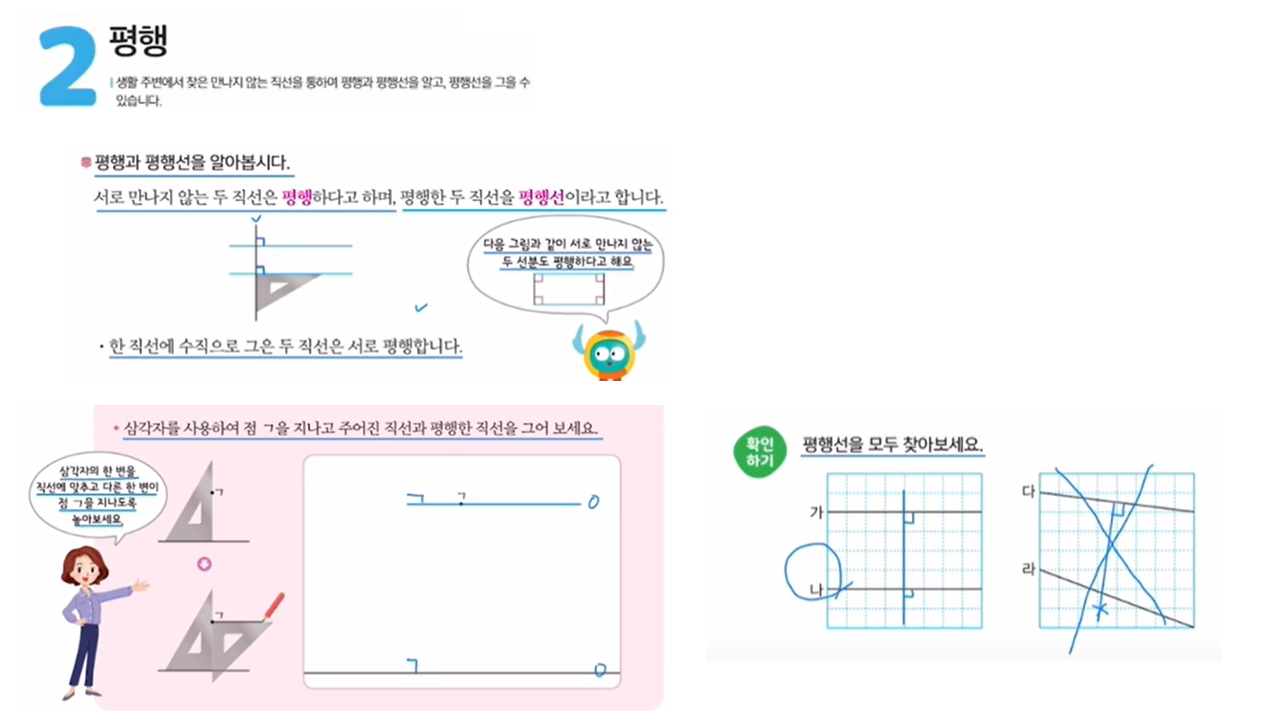 2 평행
생활 주변에서 찾은 만나지 않는 직선을 통하여 평행과 평행선을 알고, 평행선을 그을 수
있습니다.
평행과 평행선을 알아봅시다.
서로 만나지 않는 두 직선은 평행하다고 하며, 평행한 두 직선을 평행선이라고 합니다.
다음 그림과 같이 서로 만나지 않는
두 선분도 평행하다고 해요.
• 한 직선에 수직으로 그은 두 직선은 서로 평행합니다.
• 삼각자를 사용하여 점 ㄱ을 지나고 주어진 직선과 평행한 직선을 그어 보세요.
삼각자의 한 변을
직선에 맞추고 다른 한 변이
점 ㄱ을 지나도록
놓아보세요.
ㄱ
ㄱ
ㄱ ㄱ ㅇ
ㄱ ㅇ
확인
하기
평행선을 모두 찾아보세요.
가
나
다
라